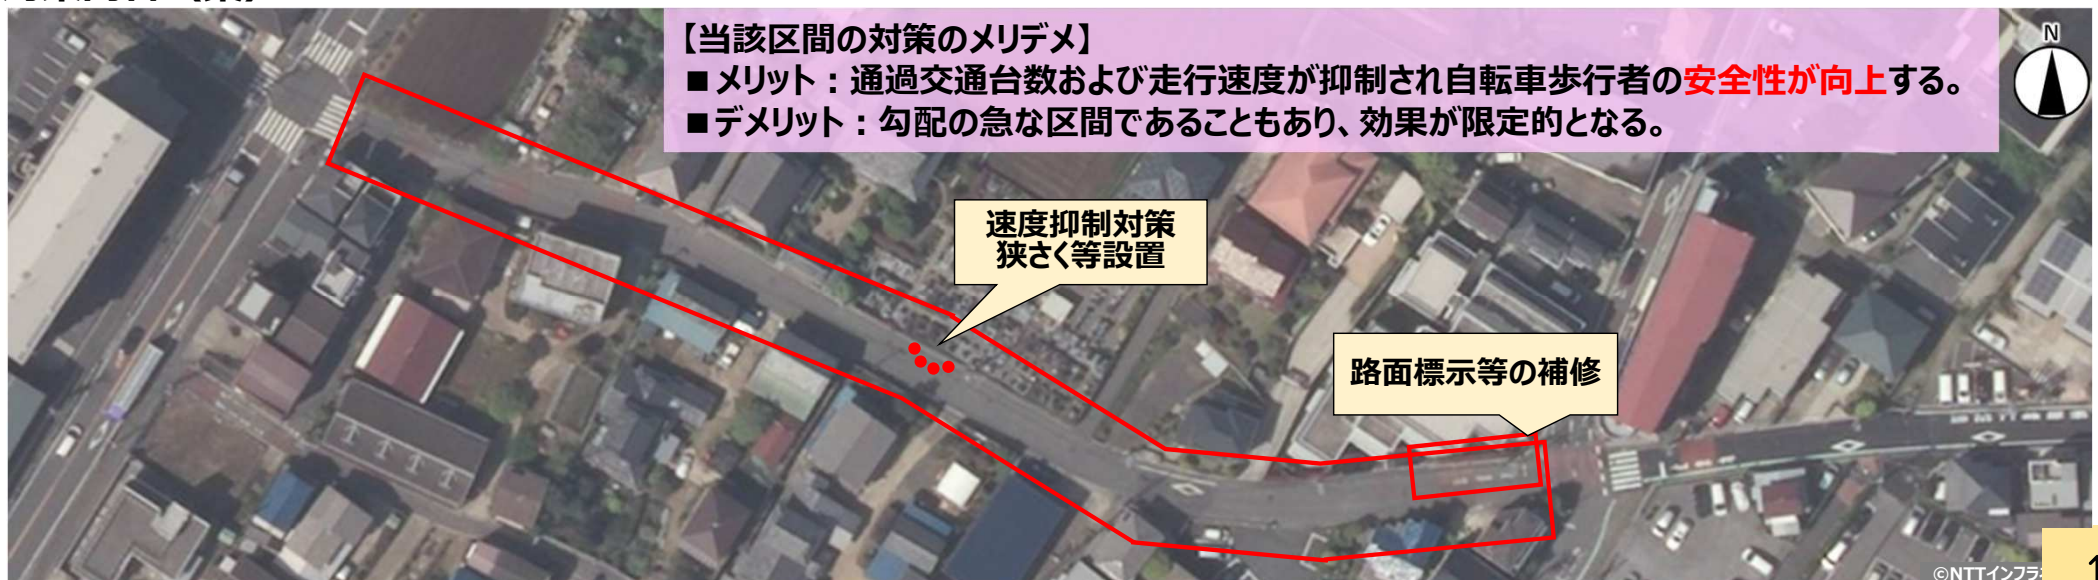 【当該区間の対策のメリデメ】
■メリット：通過交通台数および走行速度が抑制され自転車歩行者の安全性が向上する。
■デメリット：勾配の急な区間であることもあり、効果が限定的となる。
N
速度抑制対策
狭さく等設置
路面標示等の補修
©NTTインフラ